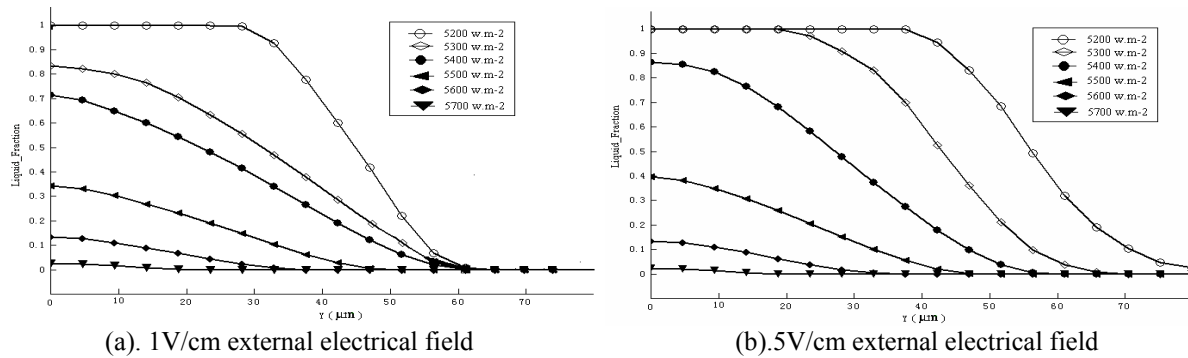 1
0.9
0.8
0.7
0.6
0.5
0.4
0.3
0.2
0.1
0
Liquid_Fraction
0
10
20
30
40
50
60
70
Y ( μm)
5200 w.m-2
5300 w.m-2
5400 w.m-2
5500 w.m-2
5600 w.m-2
5700 w.m-2
(a). 1V/cm external electrical field
1
0.9
0.8
0.7
0.6
0.5
0.4
0.3
0.2
0.1
0
Liquid_Fraction
0
10
20
30
40
50
60
70
Y ( μm)
5200 w.m-2
5300 w.m-2
5400 w.m-2
5500 w.m-2
5600 w.m-2
5700 w.m-2
(b).5V/cm external electrical field